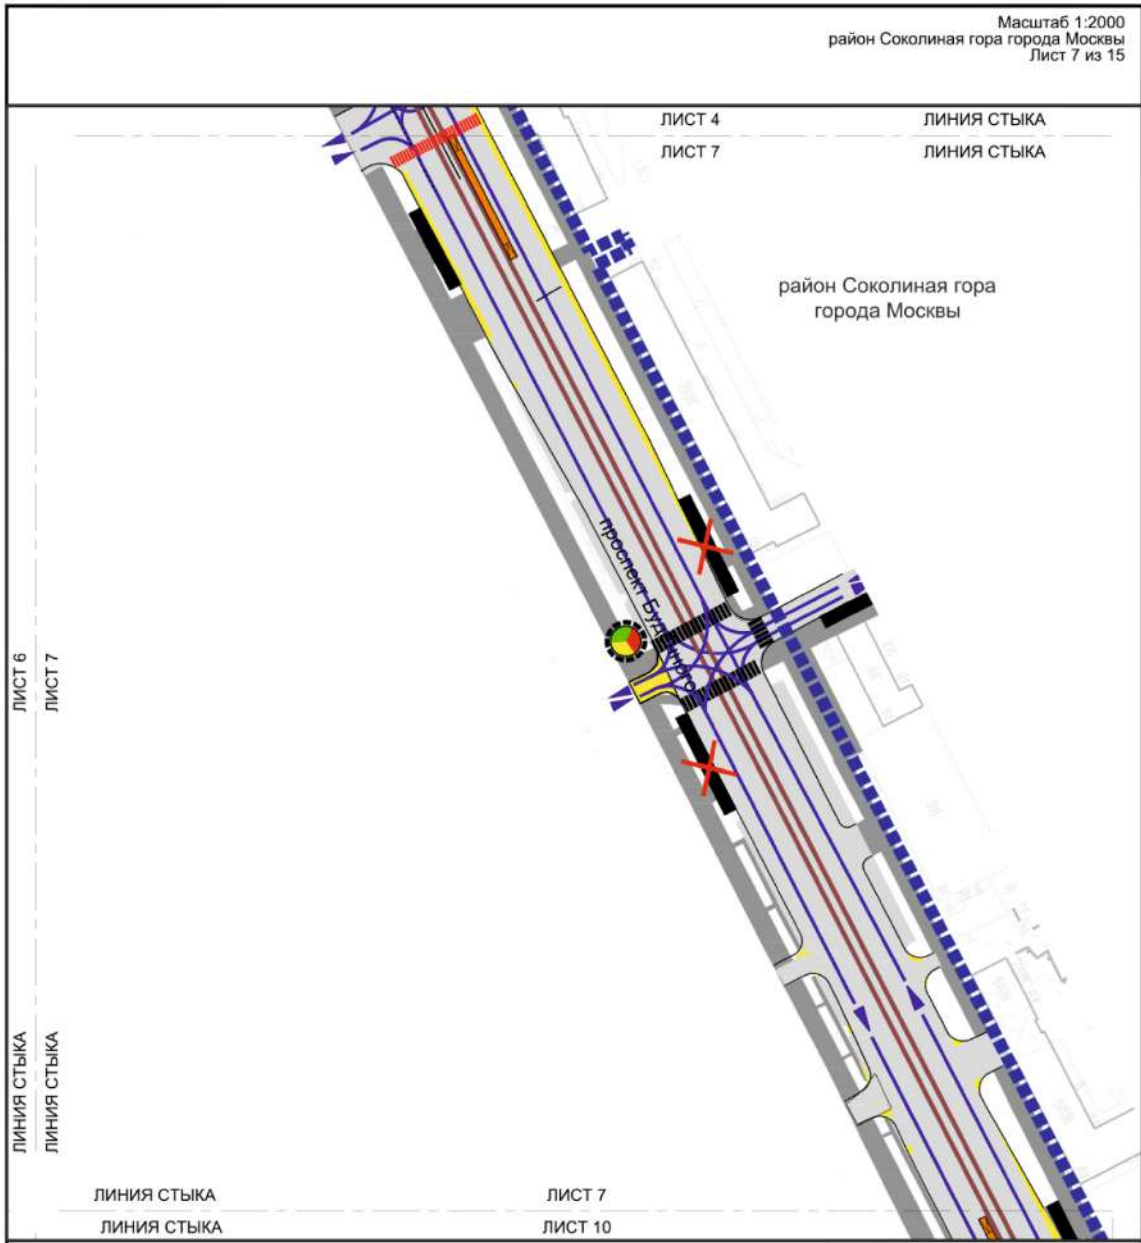 Масштаб 1:2000
район Соколиная гора города Москвы
Лист 7 из 15
ЛИСТ 4
ЛИНИЯ СТЫКА
ЛИСТ 7
ЛИНИЯ СТЫКА
район Соколиная гора
города Москвы
проспект Буденного
ЛИСТ 6
ЛИСТ 7
ЛИНИЯ СТЫКА
ЛИНИЯ СТЫКА
ЛИНИЯ СТЫКА
ЛИСТ 7
ЛИНИЯ СТЫКА
ЛИСТ 10